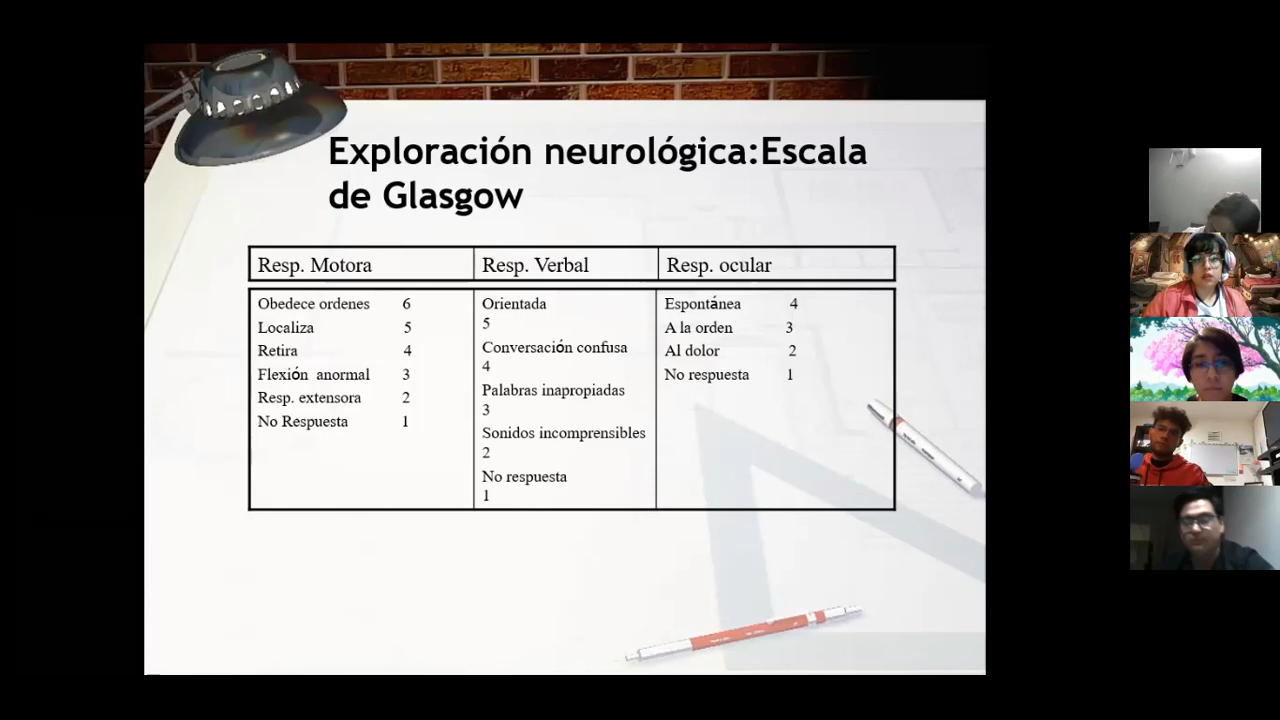 Exploración neurológica:Escala
de Glasgow
Resp. Motora
Resp. Verbal
Resp. ocular
Obedece ordenes 6
Localiza 5
Retira 4
Flexión anormal 3
Resp. extensora 2
No Respuesta 1
Orientada
5
Conversación confusa
4
Palabras inapropiadas
3
Sonidos incomprensibles
2
No respuesta
1
Espontánea 4
A la orden 3
Al dolor 2
No respuesta 1